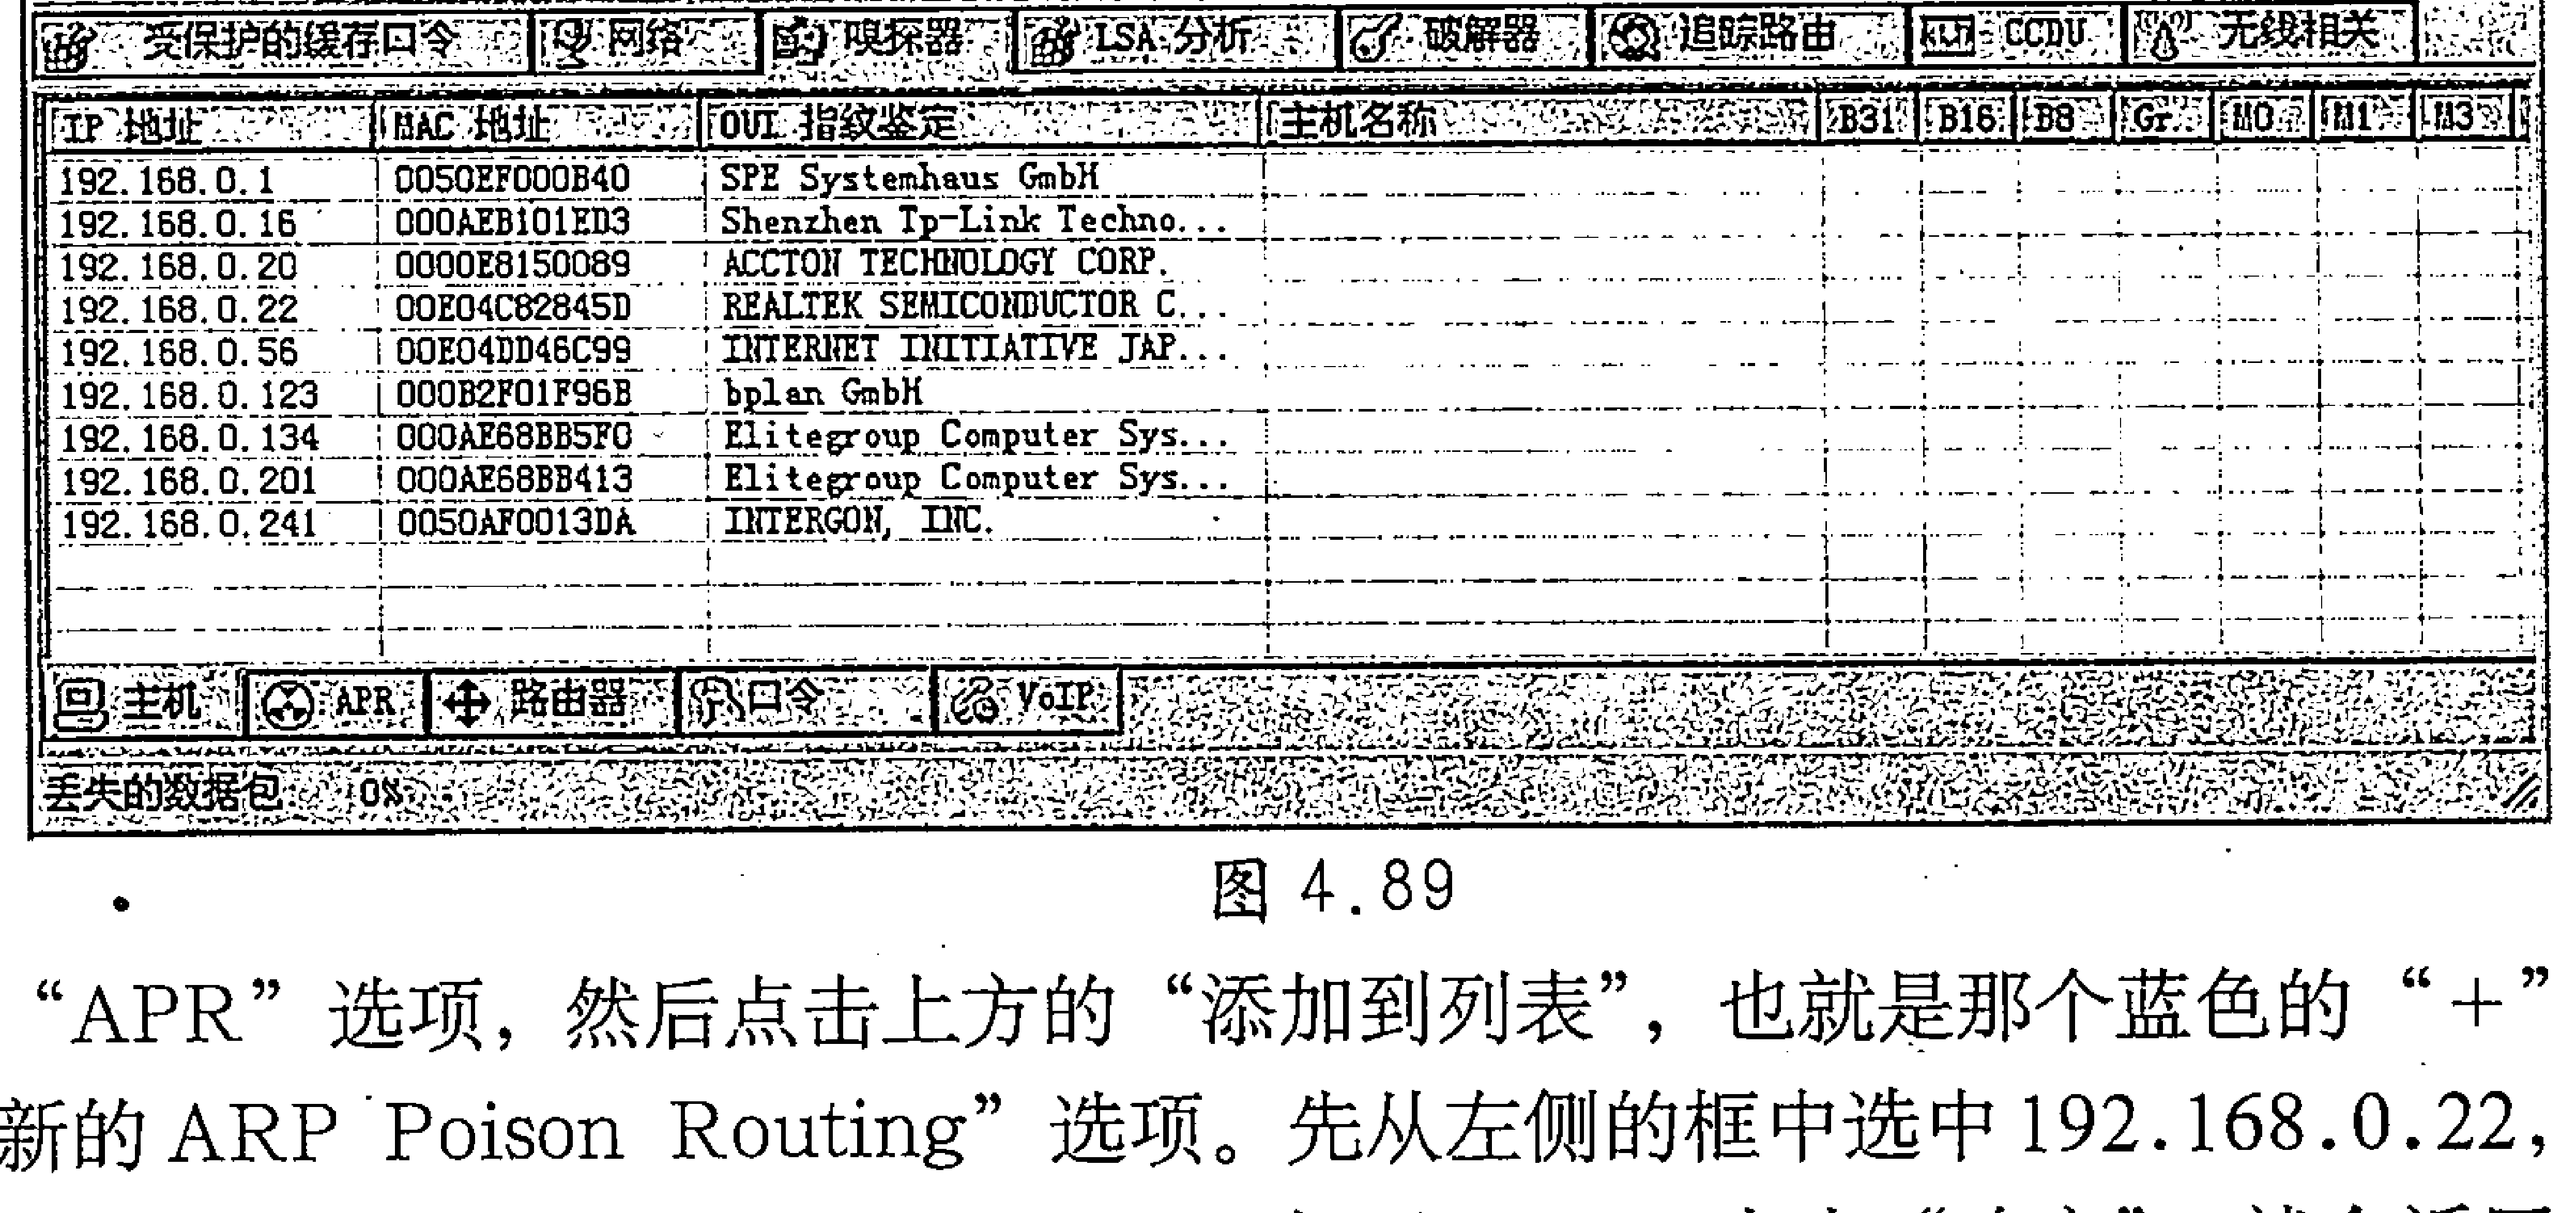 受保护的缓存口令 网络 嗅探器 LSA 分析 破解器 追踪路由 CCDU 无线相关
IP 地址 MAC 地址 OUI 指纹鉴定 主机名称 B31 B16 B8 Gr M0 M1 M3
192.168.0.1 0050EF000B40 SPE Systemhaus GmbH
192.168.0.16 000AEB101ED3 Shenzhen Tp-Link Techno...
192.168.0.20 0000E8150089 ACCTON TECHNOLOGY CORP.
192.168.0.22 00E04C82845D REALTEK SEMICONDUCTOR C...
192.168.0.56 00E04DD46C99 INTERNET INITIATIVE JAP...
192.168.0.123 000B2F01F96B bplan GmbH
192.168.0.134 000AE68BB5F0 Elitegroup Computer Sys...
192.168.0.201 000AE68BB413 Elitegroup Computer Sys...
192.168.0.241 0050AF0013DA INTERGON, INC.
主机 APR 路由器 口令 VoIP
丢失的数据包 0%
图 4.89
“APR”选项，然后点击上方的“添加到列表”，也就是那个蓝色的“+”
新的 ARP Poison Routing”选项。先从左侧的框中选中 192.168.0.22，